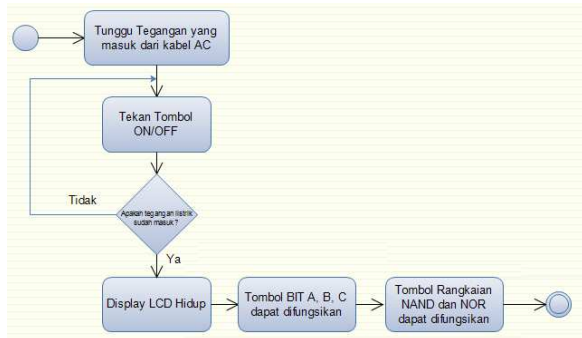 Tunggu Tegangan yang
masuk dari kabel AC
Tekan Tombol
ON/OFF
Tidak
Apakah tegangan listrik
sudah masuk ?
Ya
Display LCD Hidup
Tombol BIT A, B, C
dapat difungsikan
Tombol Rangkaian
NAND dan NOR
dapat difungsikan